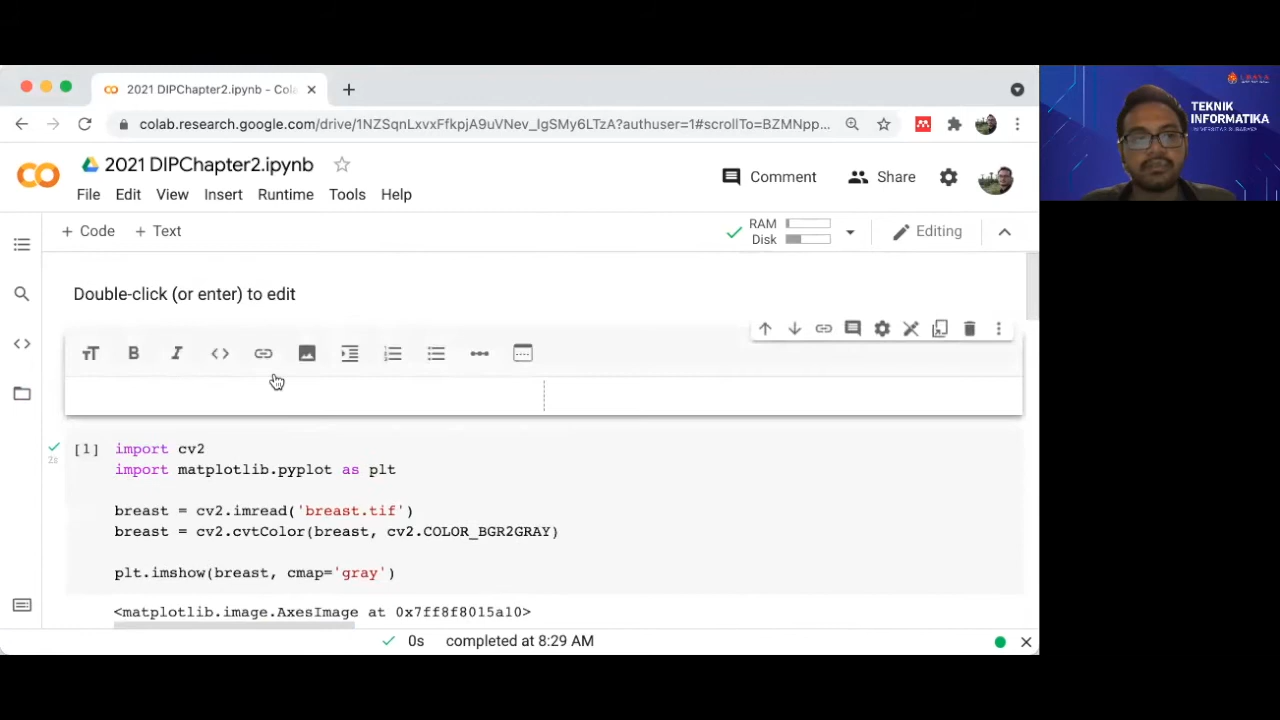 2021 DIPChapter2.ipynb - Cola
colab.research.google.com/drive/1NZSqnLxvxFfkpjA9uVNev_lgSMy6LTzA?authuser=1#scrollTo=BZMNpp...
2021 DIPChapter2.ipynb
Comment
Share
File Edit View Insert Runtime Tools Help
+ Code + Text
RAM
Disk
Editing
Double-click (or enter) to edit
[1] import cv2
2s
import matplotlib.pyplot as plt
breast = cv2.imread('breast.tif')
breast = cv2.cvtColor(breast, cv2.COLOR_BGR2GRAY)
plt.imshow(breast, cmap='gray')
<matplotlib.image.AxesImage at 0x7ff8f8015a10>
0s completed at 8:29 AM
TEKNIK
INFORMATIKA